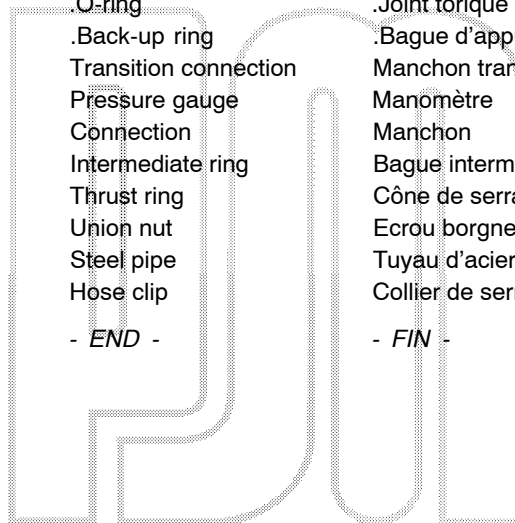 .O-ring .Joint torique
.Back-up ring .Bague d'app
Transition connection Manchon tran
Pressure gauge Manomètre
Connection Manchon
Intermediate ring Bague interm
Thrust ring Cône de serra
Union nut Ecrou borgne
Steel pipe Tuyau d'acier
Hose clip Collier de ser
- END - - FIN -